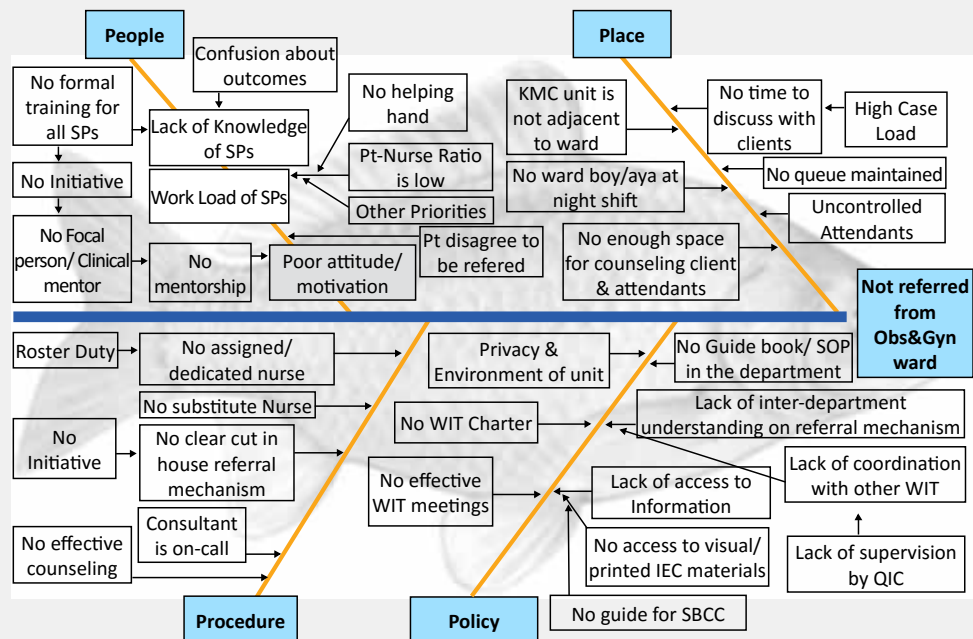 People
Place
Confusion about
outcomes
No formal
training for
all SPs
Lack of Knowledge
of SPs
No helping
hand
No Initiative
Work Load of SPs
Pt-Nurse Ratio
is low
Other Priorities
No Focal
person/ Clinical
mentor
No
mentorship
Poor attitude/
motivation
Pt disagree to
be refered
KMC unit is
not adjacent
to ward
No time to
discuss with
clients
High Case
Load
No ward boy/aya at
night shift
No queue maintained
Uncontrolled
Attendants
No enough space
for counseling client
& attendants
Not referred
from
Obs&Gyn
ward
Roster Duty
No assigned/
dedicated nurse
No substitute Nurse
No
Initiative
No clear cut in
house referral
mechanism
Consultant
is on-call
No effective
counseling
Privacy &
Environment of unit
No Guide book/ SOP
in the department
No WIT Charter
Lack of inter-department
understanding on referral mechanism
No effective
WIT meetings
Lack of access to
Information
Lack of coordination
with other WIT
No access to visual/
printed IEC materials
Lack of supervision
by QIC
No guide for SBCC
Procedure
Policy